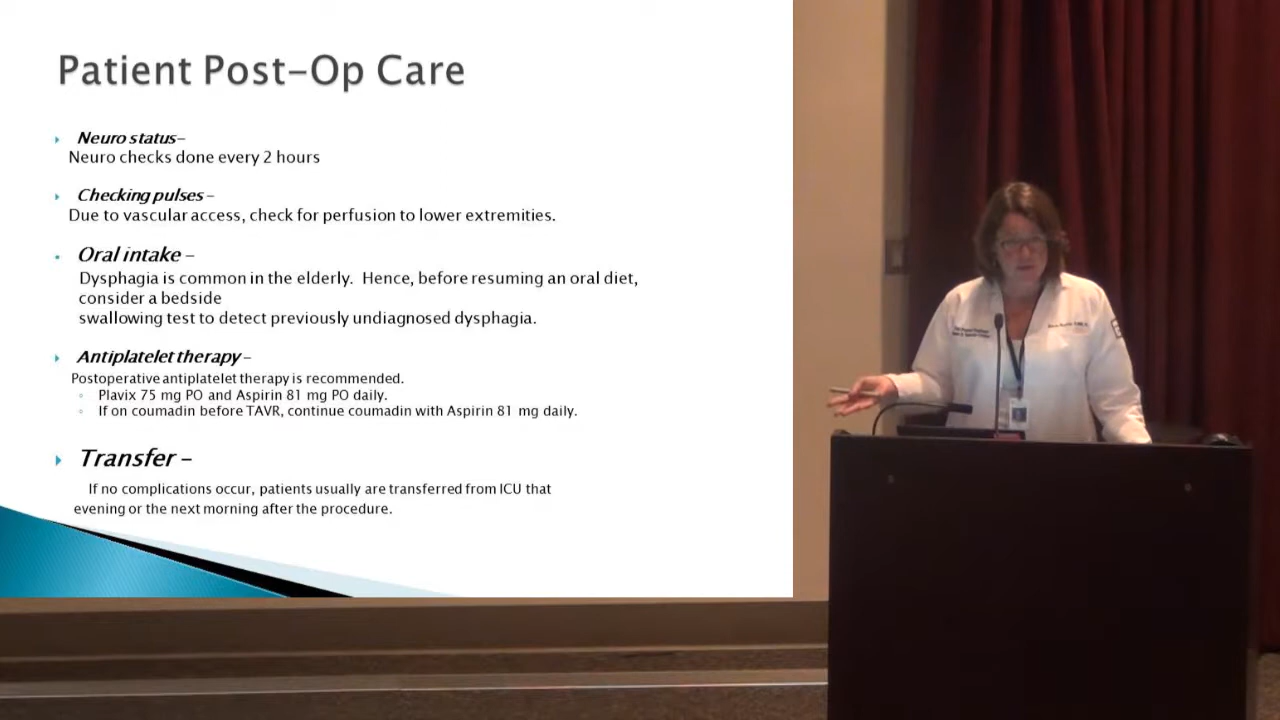 Patient Post-Op Care
Neuro status-
Neuro checks done every 2 hours
Checking pulses -
Due to vascular access, check for perfusion to lower extremities.
Oral intake -
Dysphagia is common in the elderly. Hence, before resuming an oral diet,
consider a bedside
swallowing test to detect previously undiagnosed dysphagia.
Antiplatelet therapy -
Postoperative antiplatelet therapy is recommended.
Plavix 75 mg PO and Aspirin 81 mg PO daily.
If on coumadin before TAVR, continue coumadin with Aspirin 81 mg daily.
Transfer -
If no complications occur, patients usually are transferred from ICU that
evening or the next morning after the procedure.